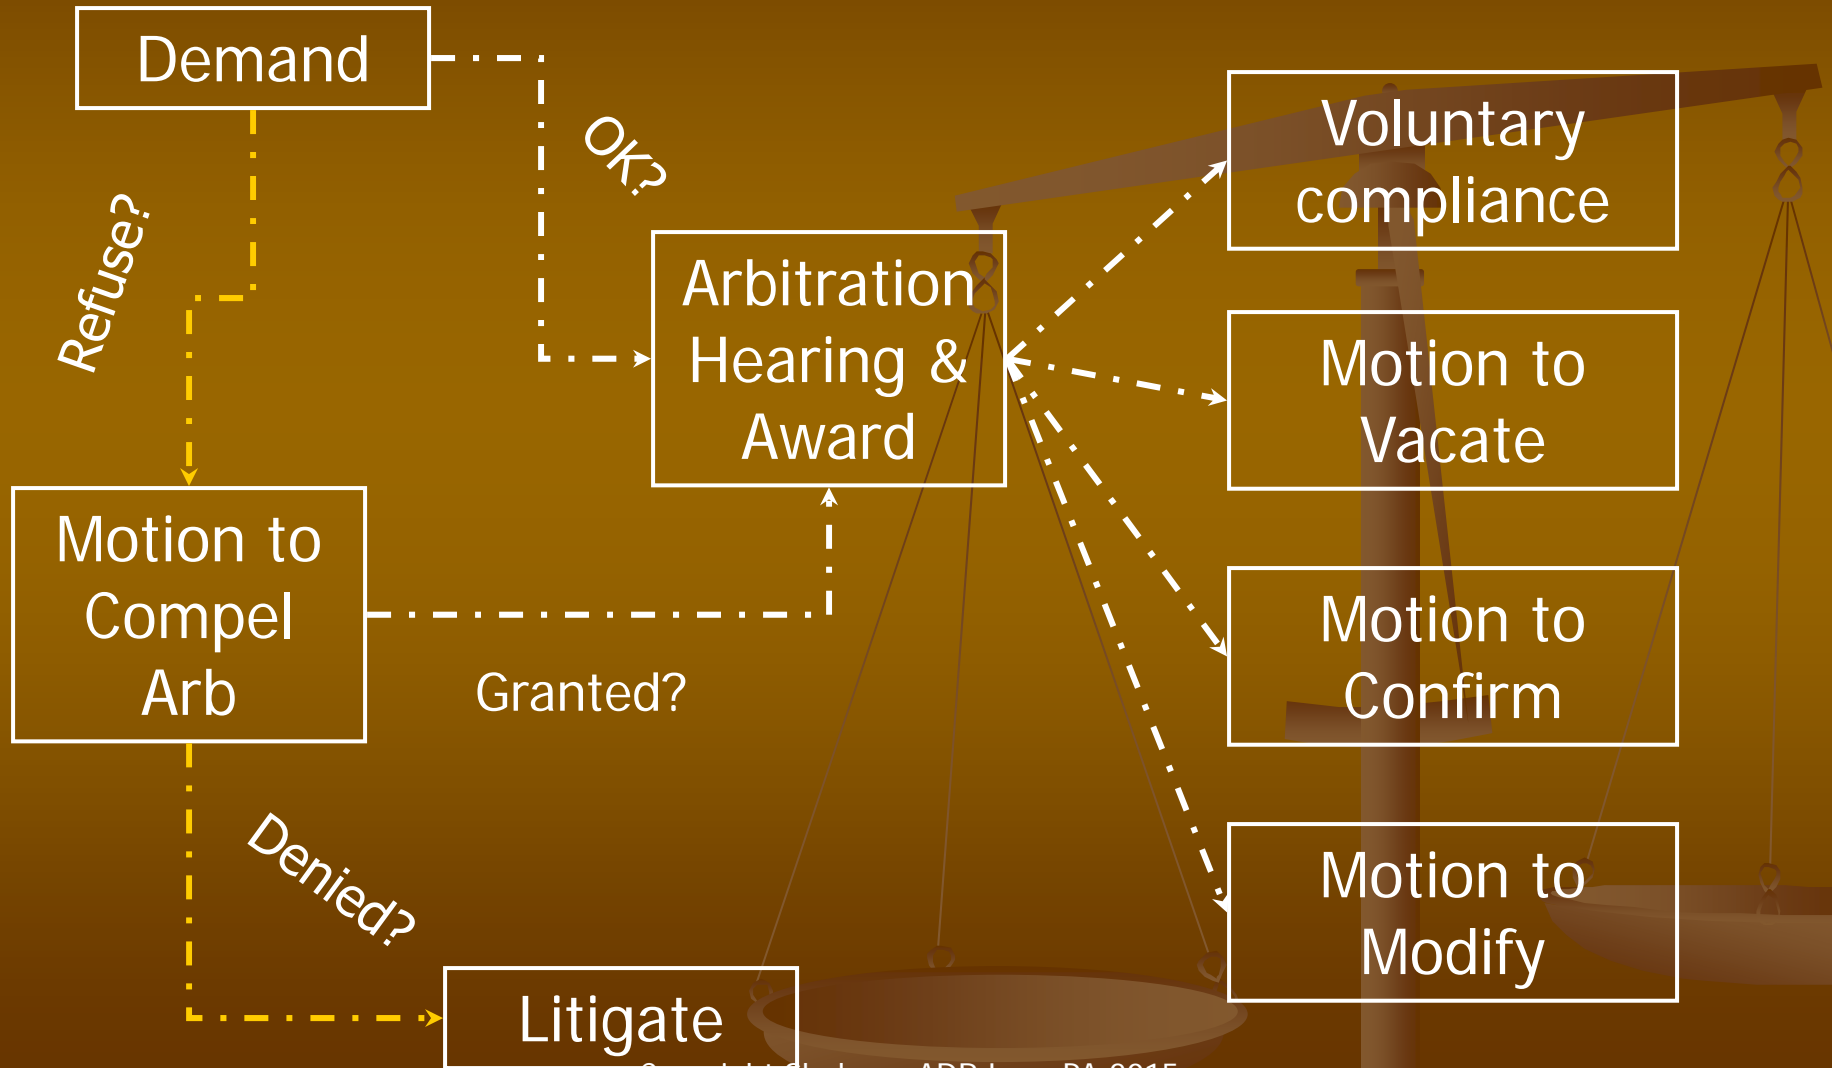 Demand
OK?
Refuse?
Arbitration
Hearing &
Award
Voluntary
compliance
Motion to
Vacate
Motion to
Compel
Arb
Granted?
Motion to
Confirm
Denied?
Motion to
Modify
Litigate